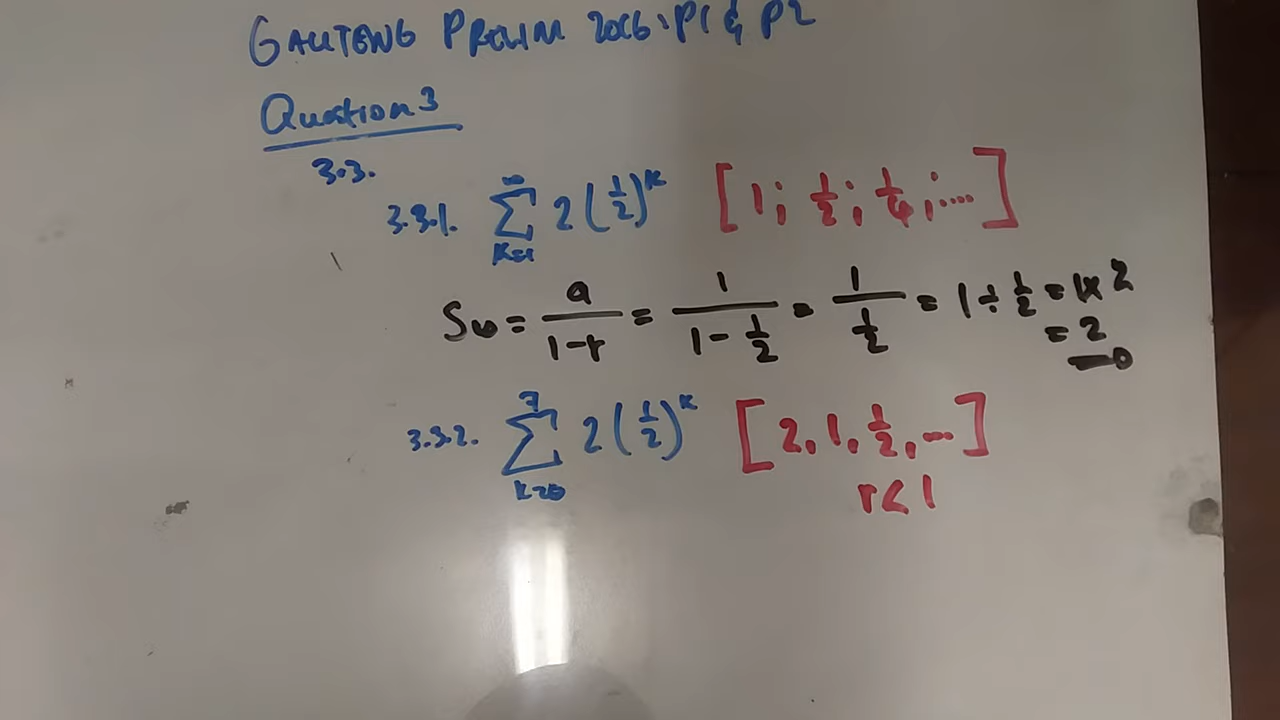 GAUTENG PRELIM 2016: P1 & P2
Question 3
3.3.
3.3.1. ∞∑k=1 2(1/2)^k [1; 1/2; 1/4; ....]
S∞ = a/(1-r) = 1/(1 - 1/2) = 1/(1/2) = 1 ÷ 1/2 = 1 x 2
= 2
3.3.2. 7∑k=0 2(1/2)^k [2, 1, 1/2, ...]
r < 1